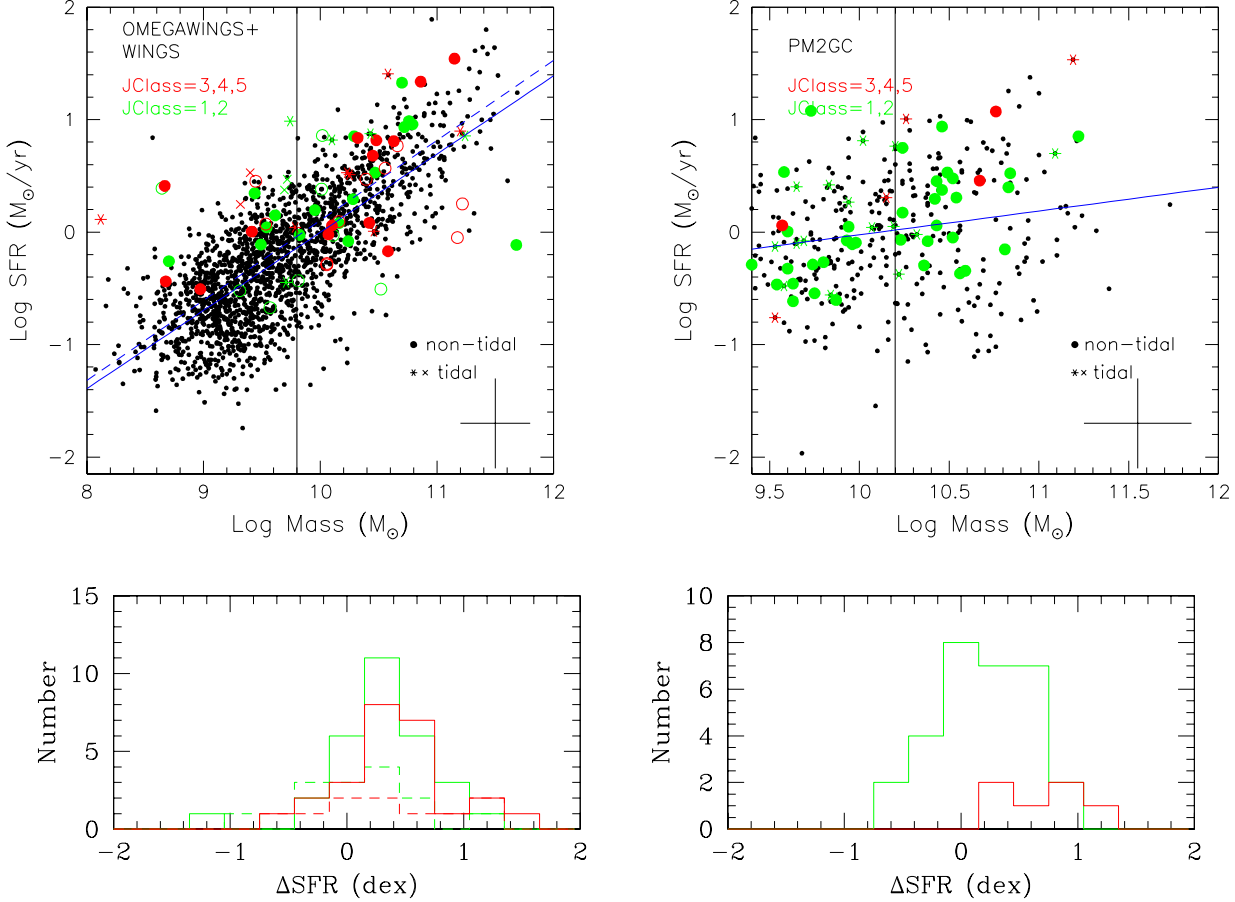 2
1
0
−1
−2
Log SFR (M⊙/yr)
OMEGAWINGS+
WINGS
JClass=3,4,5
JClass=1,2
non-tidal
tidal
8
9
10
11
12
Log Mass (M⊙)
2
1
0
−1
−2
Log SFR (M⊙/yr)
PM2GC
JClass=3,4,5
JClass=1,2
non-tidal
tidal
9.5
10
10.5
11
11.5
12
Log Mass (M⊙)
15
10
5
0
Number
−2
−1
0
1
2
ΔSFR (dex)
10
8
6
4
2
0
Number
−2
−1
0
1
2
ΔSFR (dex)